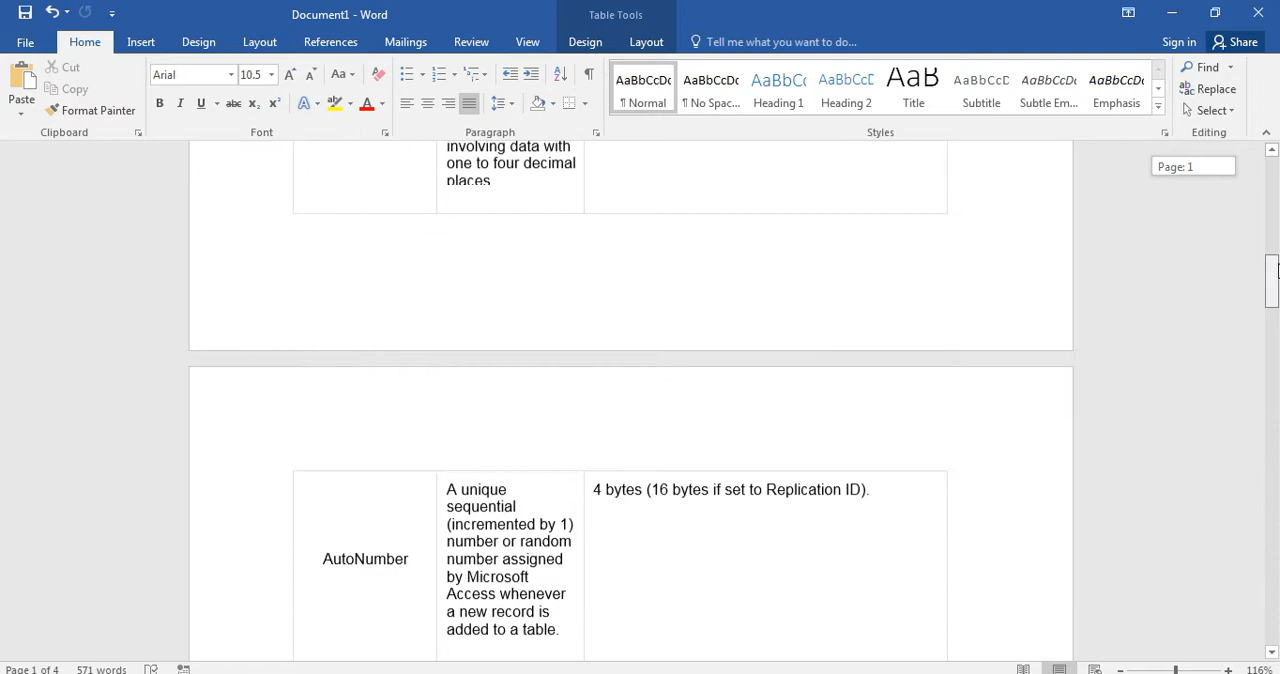 Document1 - Word
Table Tools
File Home Insert Design Layout References Mailings Review View Design Layout Tell me what you want to do... Sign in Share
Paste
Cut
Copy
Format Painter
Clipboard
Arial 10.5
Font
Paragraph
AaBbCcDc AaBbCcDc AaBbCc AaBbCcD AaB AaBbCcD AaBbCcDc AaBbCcDc
¶ Normal ¶ No Spac... Heading 1 Heading 2 Title Subtitle Subtle Em... Emphasis
Styles
Find
Replace
Select
Editing
Page: 1
involving data with
one to four decimal
places
AutoNumber
A unique
sequential
(incremented by 1)
number or random
number assigned
by Microsoft
Access whenever
a new record is
added to a table.
4 bytes (16 bytes if set to Replication ID).
Page 1 of 4 571 words 116%